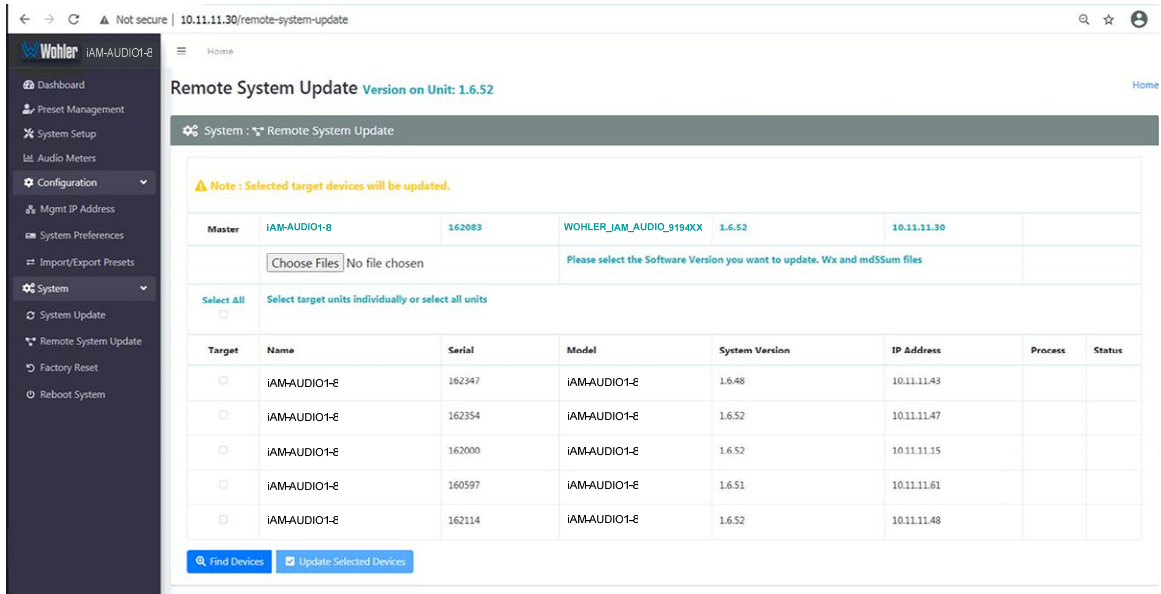 Not secure | 10.11.11.30/remote-system-update
Wohler iAM-AUDIO1-8
Home
Dashboard
Preset Management
System Setup
Audio Meters
Configuration
Mgmt IP Address
System Preferences
Import/Export Presets
System
System Update
Remote System Update
Factory Reset
Reboot System
Remote System Update Version on Unit: 1.6.52
Home
System : Remote System Update
Note : Selected target devices will be updated.
Master iAM-AUDIO1-8 162083 WOHLER_IAM_AUDIO_9194XX 1.6.52 10.11.11.30
Choose Files No file chosen Please select the Software Version you want to update. Wx and md5Sum files
Select All Select target units individually or select all units
Target Name Serial Model System Version IP Address Process Status
iAM-AUDIO1-8 162347 iAM-AUDIO1-8 1.6.48 10.11.11.43
iAM-AUDIO1-8 162354 iAM-AUDIO1-8 1.6.52 10.11.11.47
iAM-AUDIO1-8 162000 iAM-AUDIO1-8 1.6.52 10.11.11.15
iAM-AUDIO1-8 160597 iAM-AUDIO1-8 1.6.51 10.11.11.61
iAM-AUDIO1-8 162114 iAM-AUDIO1-8 1.6.52 10.11.11.48
Find Devices Update Selected Devices